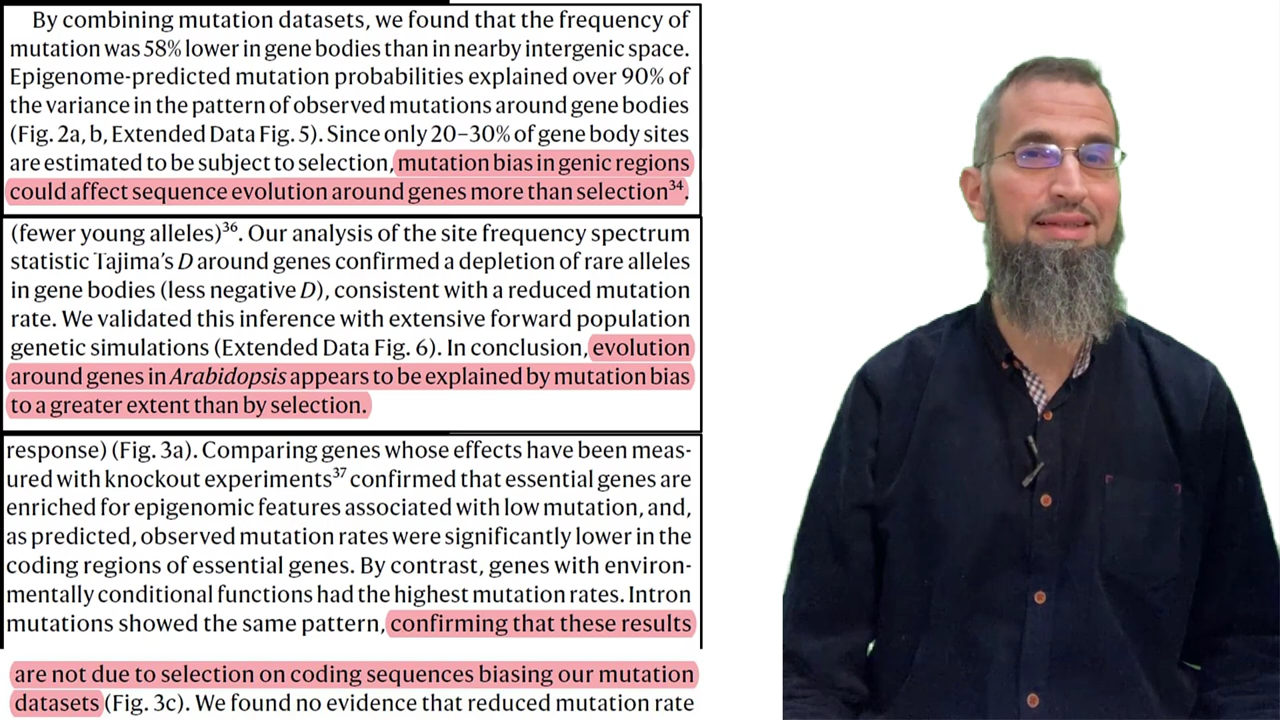 By combining mutation datasets, we found that the frequency of
mutation was 58% lower in gene bodies than in nearby intergenic space.
Epigenome-predicted mutation probabilities explained over 90% of
the variance in the pattern of observed mutations around gene bodies
(Fig. 2a, b, Extended Data Fig. 5). Since only 20–30% of gene body sites
are estimated to be subject to selection, mutation bias in genic regions
could affect sequence evolution around genes more than selection³⁴.
(fewer young alleles)³⁶. Our analysis of the site frequency spectrum
statistic Tajima’s D around genes confirmed a depletion of rare alleles
in gene bodies (less negative D), consistent with a reduced mutation
rate. We validated this inference with extensive forward population
genetic simulations (Extended Data Fig. 6). In conclusion, evolution
around genes in Arabidopsis appears to be explained by mutation bias
to a greater extent than by selection.
response) (Fig. 3a). Comparing genes whose effects have been meas-
ured with knockout experiments³⁷ confirmed that essential genes are
enriched for epigenomic features associated with low mutation, and,
as predicted, observed mutation rates were significantly lower in the
coding regions of essential genes. By contrast, genes with environ-
mentally conditional functions had the highest mutation rates. Intron
mutations showed the same pattern, confirming that these results
are not due to selection on coding sequences biasing our mutation
datasets (Fig. 3c). We found no evidence that reduced mutation rate